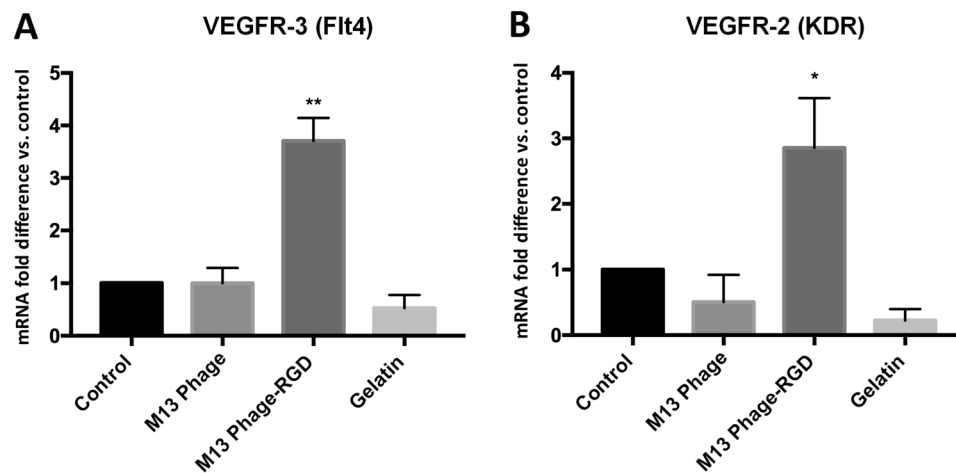 A
VEGFR-3 (Flt4)
mRNA fold difference vs. control
5
4
3
2
1
0
**
Control
M13 Phage
M13 Phage-RGD
Gelatin
B
VEGFR-2 (KDR)
mRNA fold difference vs. control
4
3
2
1
0
*
Control
M13 Phage
M13 Phage-RGD
Gelatin